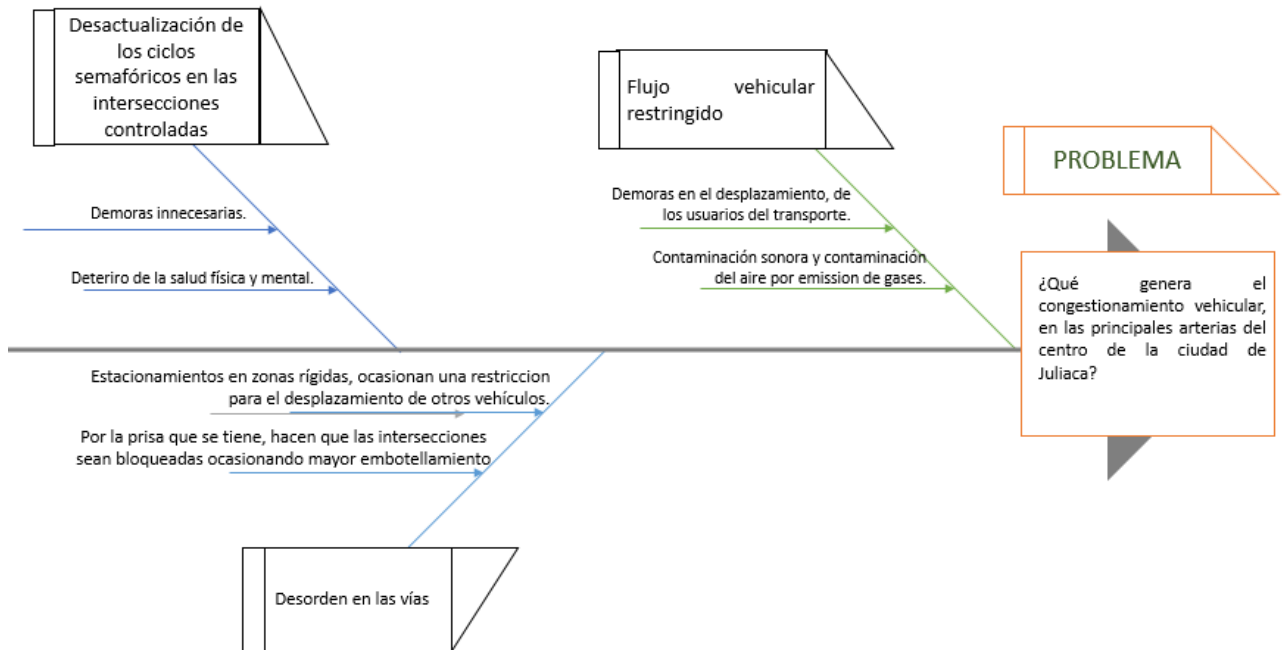 Desactualización de
los ciclos
semafóricos en las
intersecciones
controladas
Flujo vehicular
restringido
PROBLEMA
Demoras innecesarias.
Deteriro de la salud física y mental.
Demoras en el desplazamiento, de
los usuarios del transporte.
Contaminación sonora y contaminación
del aire por emission de gases.
¿Qué genera el
congestionamiento vehicular,
en las principales arterias del
centro de la ciudad de
Juliaca?
Estacionamientos en zonas rígidas, ocasionan una restriccion
para el desplazamiento de otros vehículos.
Por la prisa que se tiene, hacen que las intersecciones
sean bloqueadas ocasionando mayor embotellamiento
Desorden en las vías